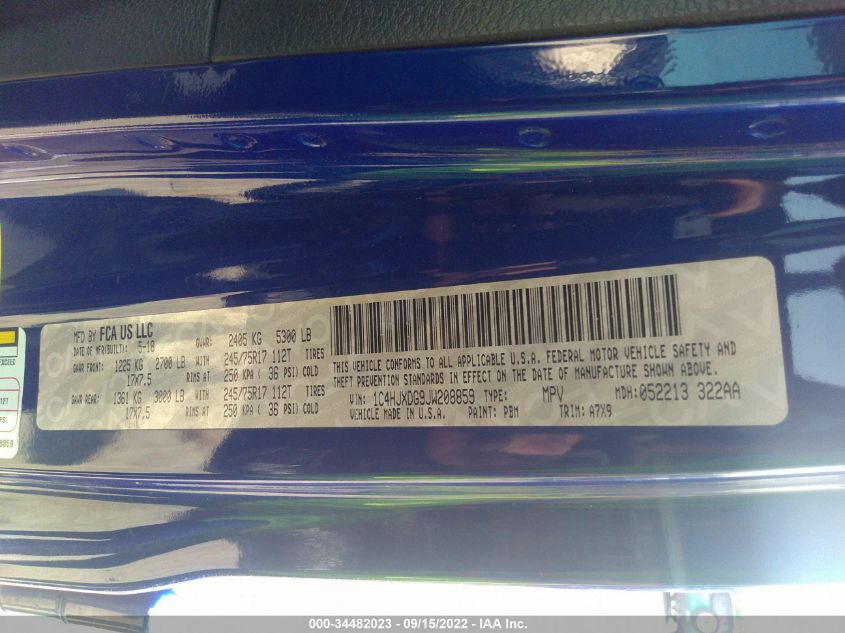 MFD BY FCA US LLC
DATE OF MFR(BUILT): 5-18 GVWR: 2405 KG 5300 LB
GAWR FRONT: 1225 KG 2700 LB WITH 245/75R17 112T TIRES
17X7.5 RIMS AT 250 KPA( 36 PSI) COLD
GAWR REAR: 1361 KG 3000 LB WITH 245/75R17 112T TIRES
17X7.5 RIMS AT 250 KPA( 36 PSI) COLD
THIS VEHICLE CONFORMS TO ALL APPLICABLE U.S.A. FEDERAL MOTOR VEHICLE SAFETY AND
THEFT PREVENTION STANDARDS IN EFFECT ON THE DATE OF MANUFACTURE SHOWN ABOVE.
VIN: 1C4HJXDG9JW208859 TYPE: MPV MDH: 052213 322AA
VEHICLE MADE IN U.S.A. PAINT: PBM TRIM: A7X9
EXCEED
12T
PSI
8859
000-34482023 - 09/15/2022 - IAA Inc.